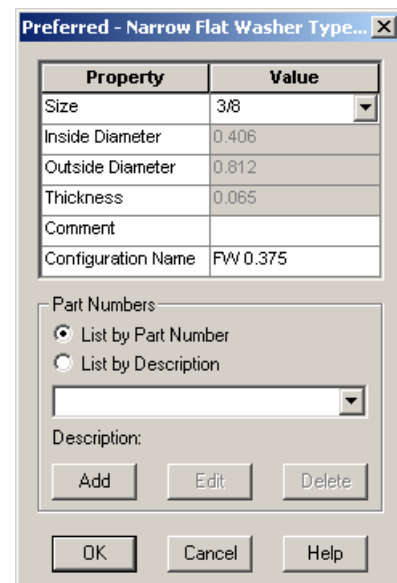 Preferred - Narrow Flat Washer Type...
Property Value
Size 3/8
Inside Diameter 0.406
Outside Diameter 0.812
Thickness 0.065
Comment
Configuration Name FW 0.375
Part Numbers
List by Part Number
List by Description
Description:
Add Edit Delete
OK Cancel Help